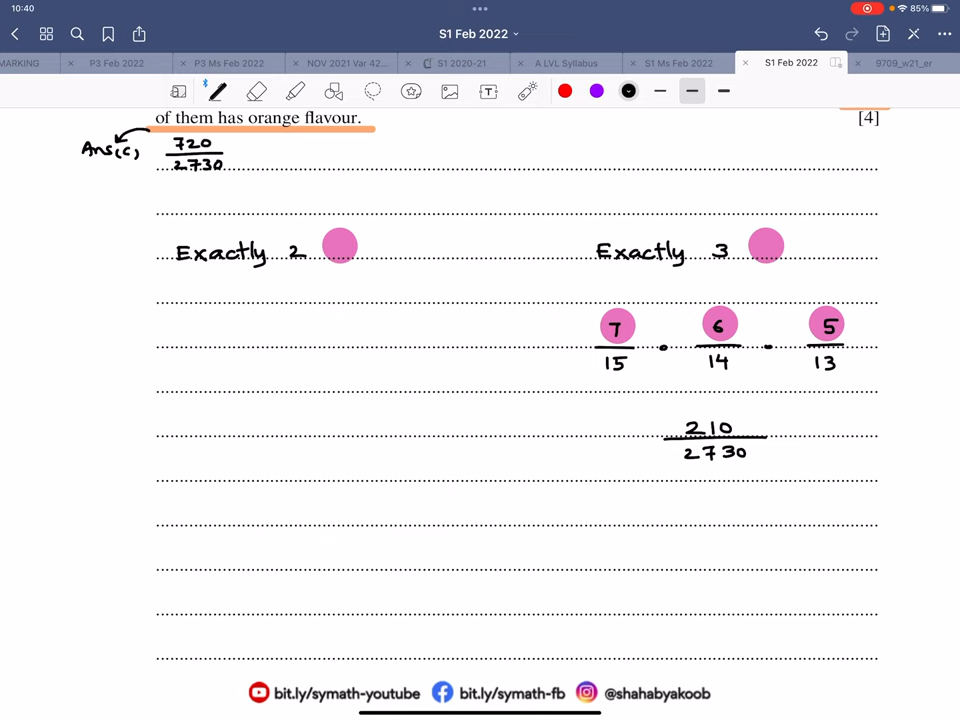 10:40
85%
S1 Feb 2022
MARKING
P3 Feb 2022
P3 Ms Feb 2022
NOV 2021 Var 42...
S1 2020-21
A LVL Syllabus
S1 Ms Feb 2022
S1 Feb 2022
9709_w21_er
of them has orange flavour. [4]
Ans(c) 720
2730
Exactly 2
Exactly 3
7 6 5
15 . 14 . 13
210
2730
bit.ly/symath-youtube bit.ly/symath-fb @shahabyakoob